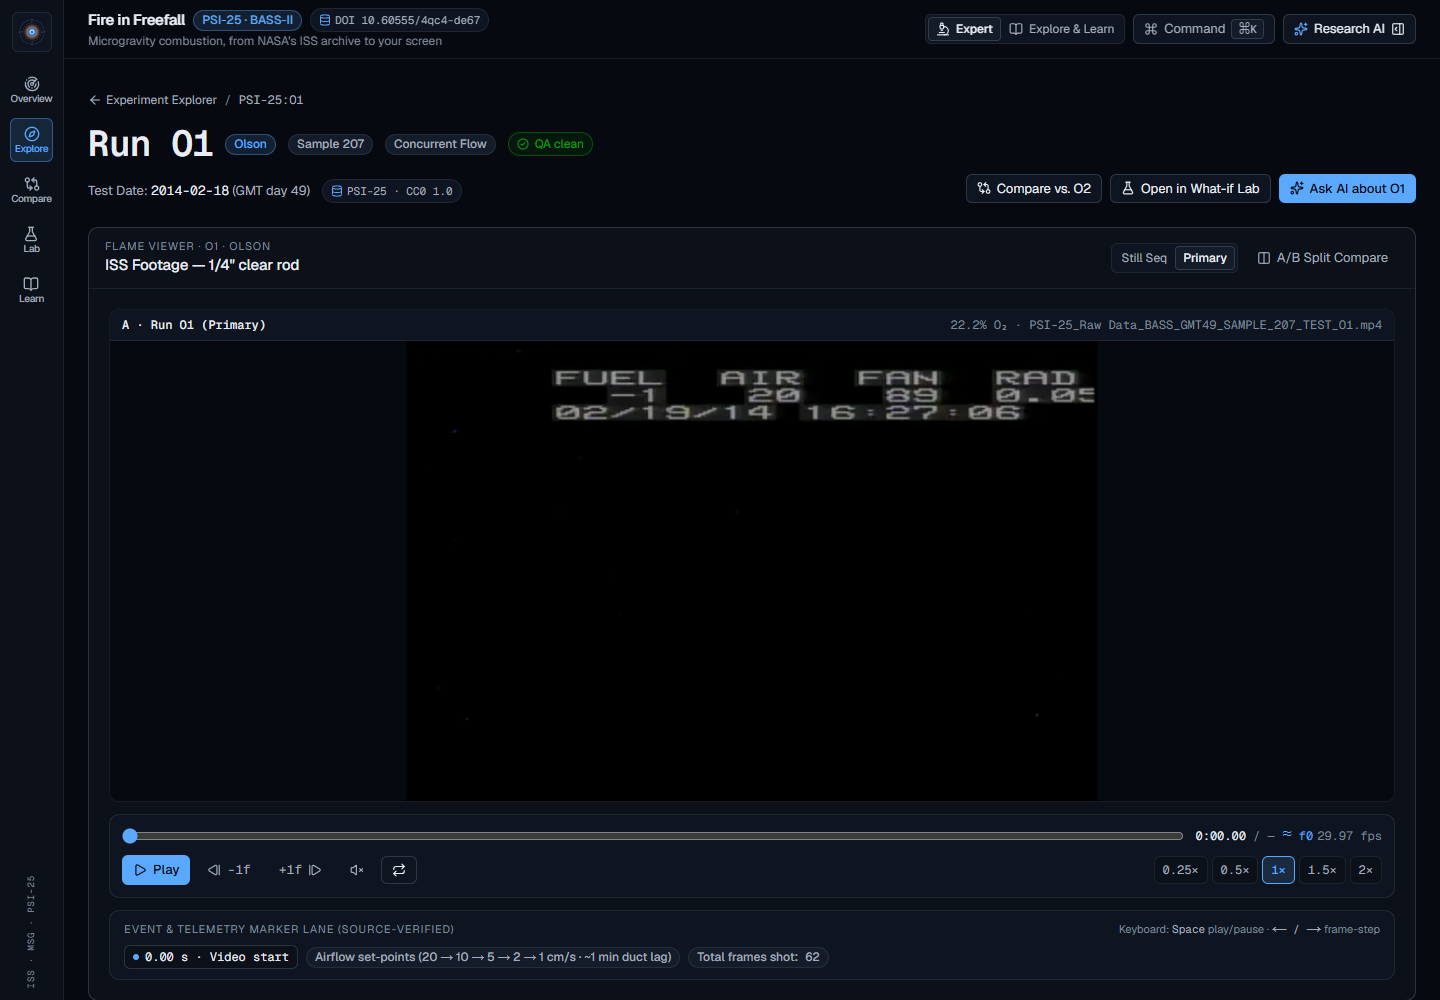 Fire in Freefall PSI-25 · BASS-II DOI 10.60555/4qc4-de67
Microgravity combustion, from NASA's ISS archive to your screen
Expert Explore & Learn Command ⌘K Research AI
Overview
Explore
Compare
Lab
Learn
ISS · MSG · PSI-25
← Experiment Explorer / PSI-25:O1
Run O1 Olson Sample 207 Concurrent Flow QA clean
Test Date: 2014-02-18 (GMT day 49) PSI-25 · CC0 1.0
Compare vs. O2 Open in What-if Lab Ask AI about O1
FLAME VIEWER · O1 · OLSON
ISS Footage — 1/4" clear rod
Still Seq Primary A/B Split Compare
A · Run O1 (Primary) 22.2% O₂ · PSI-25_Raw Data_BASS_GMT49_SAMPLE_207_TEST_O1.mp4
FUEL AIR FAN RAD
-1 20 89 0.05
02/19/14 16:27:06
0:00.00 / — ≈ f0 29.97 fps
Play -1f +1f
0.25× 0.5× 1× 1.5× 2×
EVENT & TELEMETRY MARKER LANE (SOURCE-VERIFIED) Keyboard: Space play/pause · ← / → frame-step
0.00 s · Video start Airflow set-points (20 → 10 → 5 → 2 → 1 cm/s · ~1 min duct lag) Total frames shot: 62